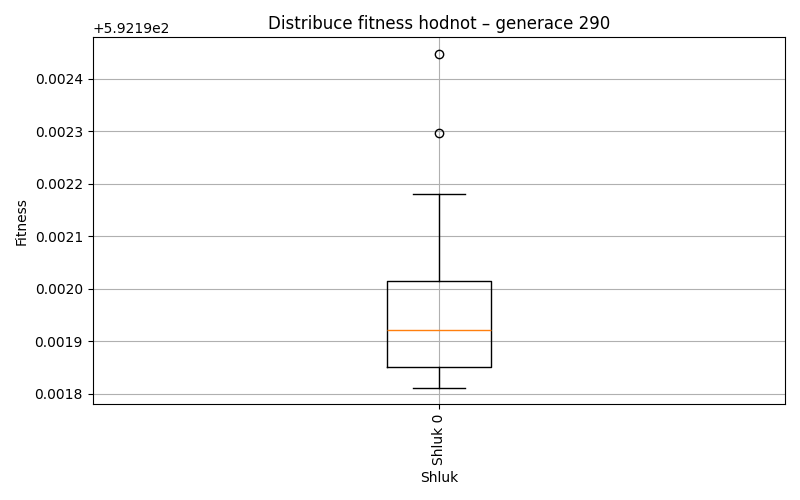 Distribuce fitness hodnot – generace 290
+5.9219e2
0.0024
0.0023
0.0022
0.0021
0.0020
0.0019
0.0018
Fitness
Shluk 0
Shluk